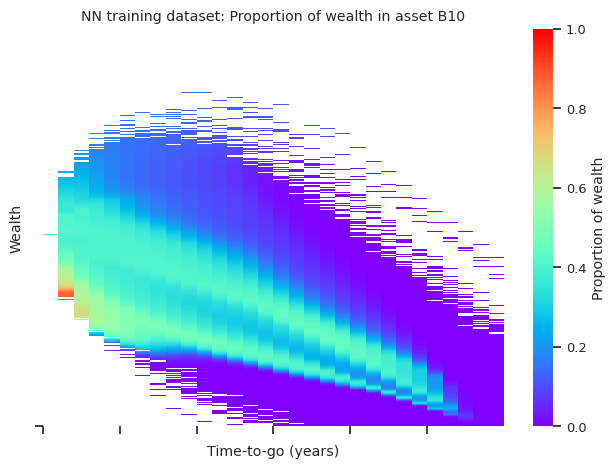 NN training dataset: Proportion of wealth in asset B10
Wealth
Time-to-go (years)
1.0
0.8
0.6
0.4
0.2
0.0
Proportion of wealth